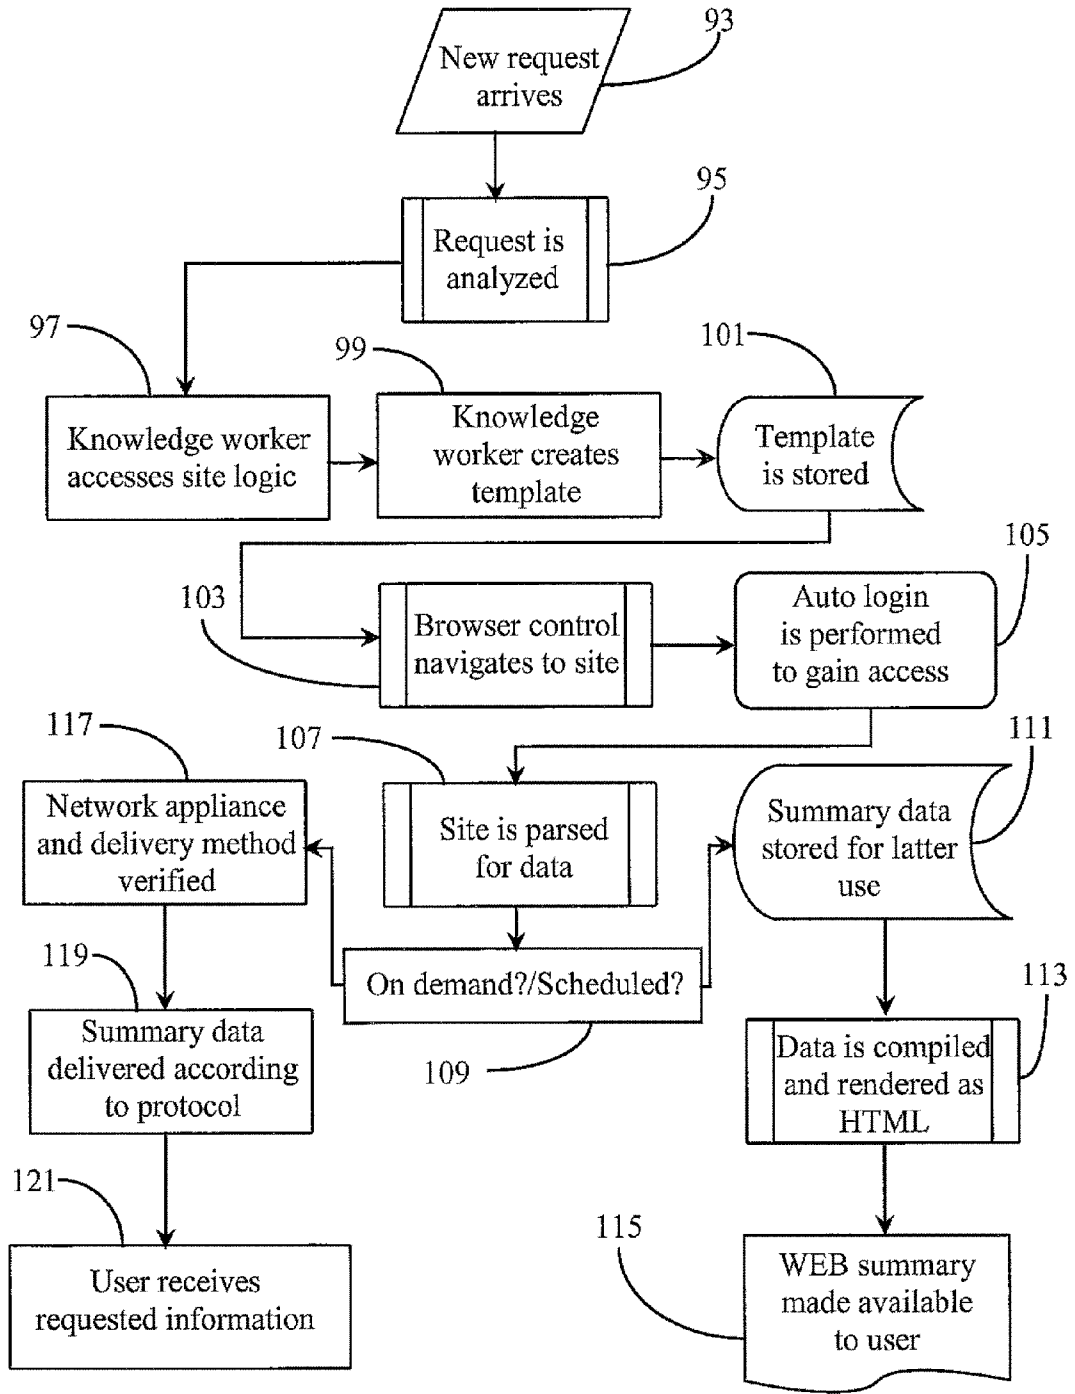 New request
arrives
93
Request is
analyzed
95
97
Knowledge worker
accesses site logic
99
Knowledge
worker creates
template
101
Template
is stored
103
Browser control
navigates to site
105
Auto login
is performed
to gain access
107
Site is parsed
for data
On demand?/Scheduled?
109
111
Summary data
stored for latter
use
113
Data is compiled
and rendered as
HTML
115
WEB summary
made available
to user
117
Network appliance
and delivery method
verified
119
Summary data
delivered according
to protocol
121
User receives
requested information